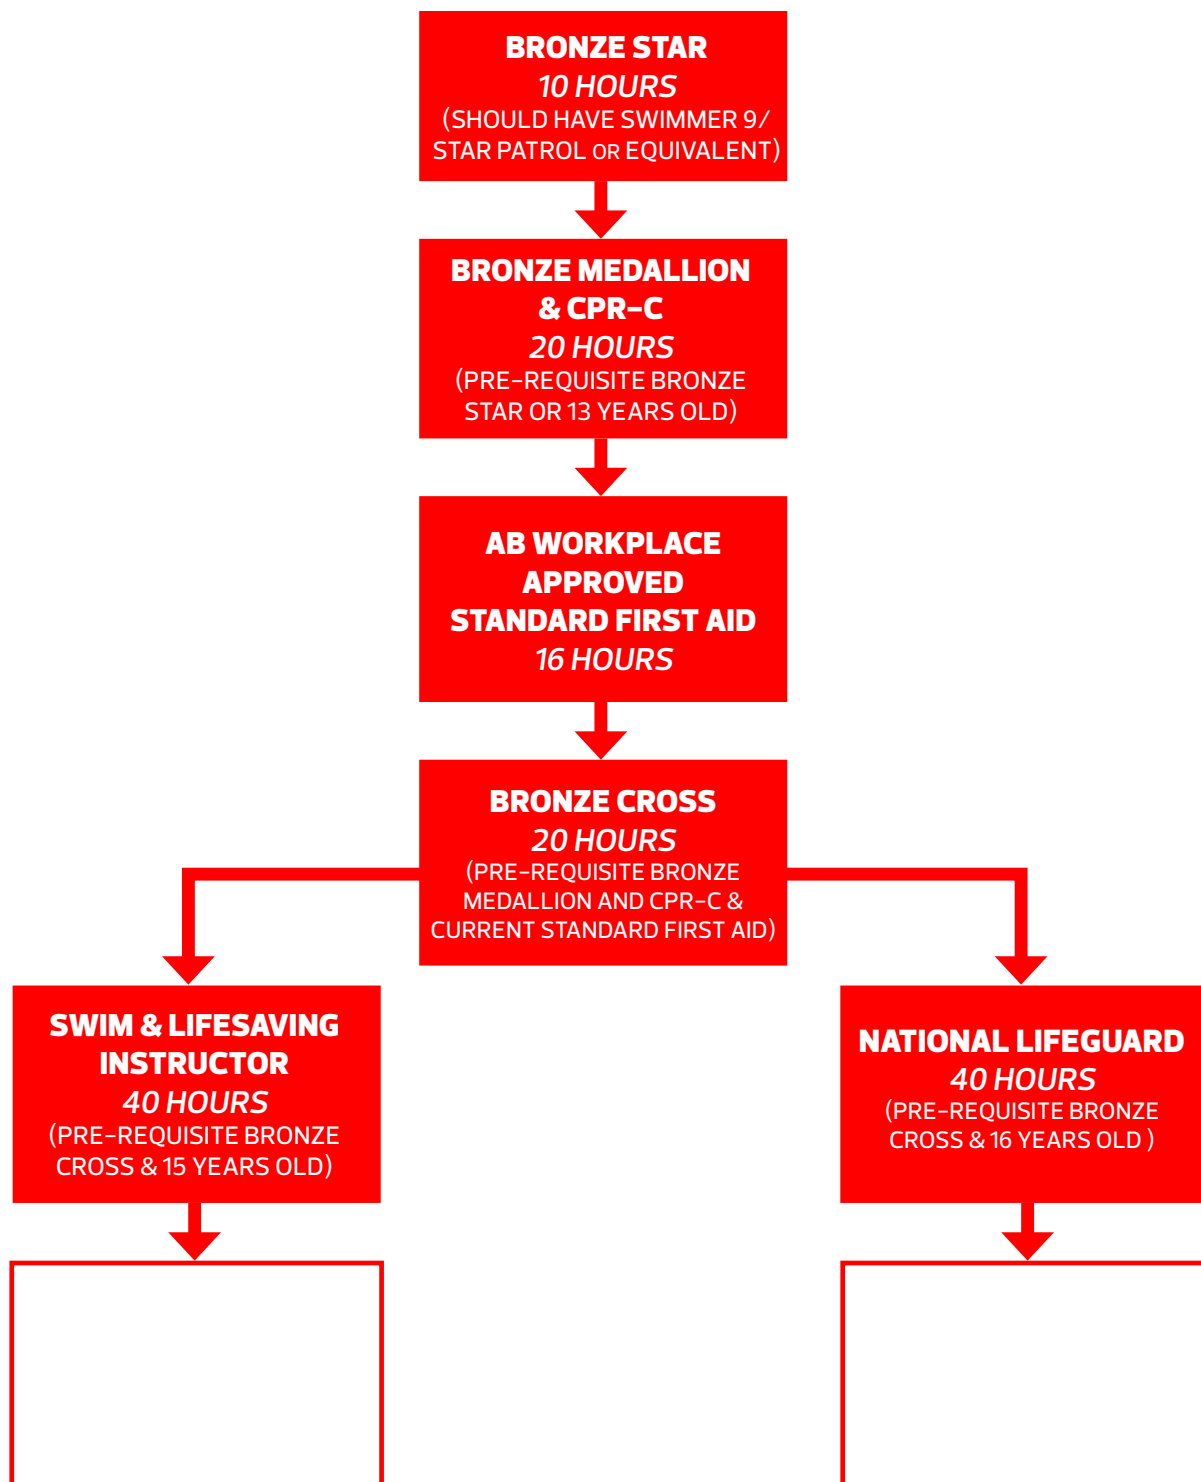 BRONZE STAR
10 HOURS
(SHOULD HAVE SWIMMER 9/
STAR PATROL OR EQUIVALENT)
BRONZE MEDALLION
& CPR-C
20 HOURS
(PRE-REQUISITE BRONZE
STAR OR 13 YEARS OLD)
AB WORKPLACE
APPROVED
STANDARD FIRST AID
16 HOURS
BRONZE CROSS
20 HOURS
(PRE-REQUISITE BRONZE
MEDALLION AND CPR-C &
CURRENT STANDARD FIRST AID)
SWIM & LIFESAVING
INSTRUCTOR
40 HOURS
(PRE-REQUISITE BRONZE
CROSS & 15 YEARS OLD)
NATIONAL LIFEGUARD
40 HOURS
(PRE-REQUISITE BRONZE
CROSS & 16 YEARS OLD )